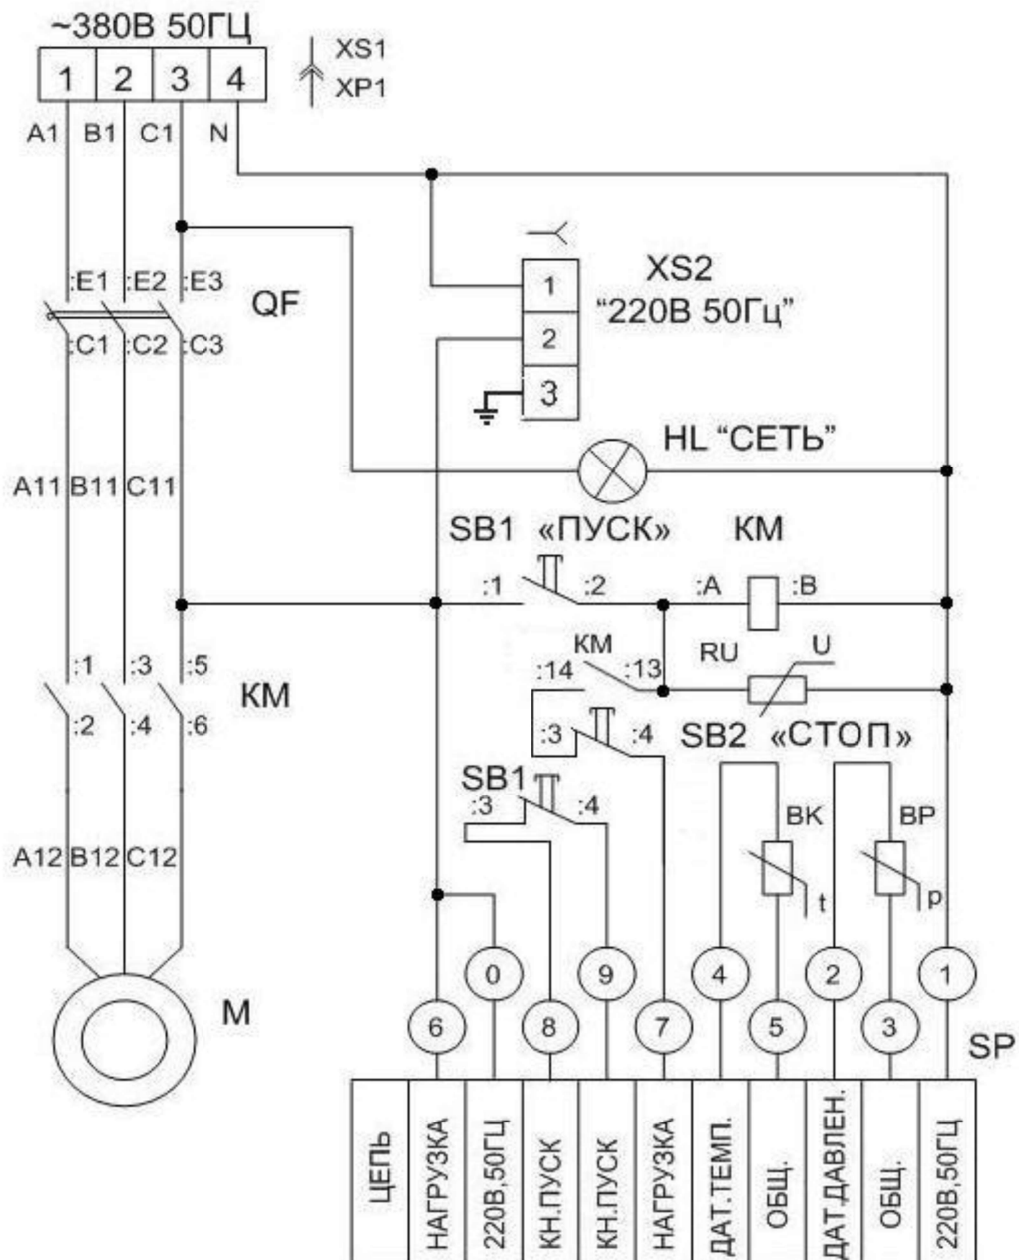 ~380В 50ГЦ
1 2 3 4
XS1
XP1
A1 B1 C1 N
:E1 :E2 :E3
QF
:C1 :C2 :C3
XS2
“220В 50Гц”
1
2
3
HL “СЕТЬ”
A11 B11 C11
SB1 «ПУСК» КМ
:1 :2 :A :B
КМ
:14 :13
RU U
:1 :3 :5
КМ
:2 :4 :6
:3 :4
SB2 «СТОП»
SB1
:3 :4
BK BP
t p
A12 B12 C12
М
0 9 4 2 1
6 8 7 5 3
SP
ЦЕПЬ
НАГРУЗКА
220В,50ГЦ
КН.ПУСК
КН.ПУСК
НАГРУЗКА
ДАТ.ТЕМП.
ОБЩ.
ДАТ.ДАВЛЕН.
ОБЩ.
220В,50ГЦ